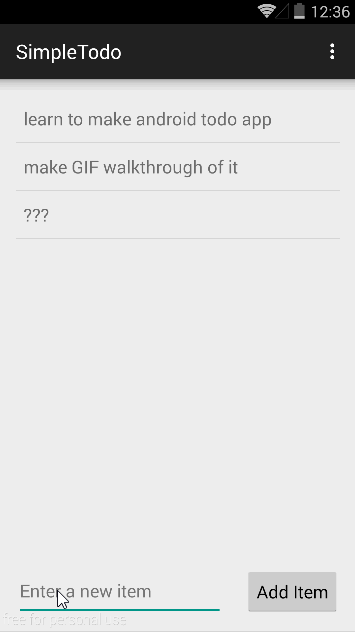 12:36
SimpleTodo
learn to make android todo app
make GIF walkthrough of it
???
Enter a new item
Add Item
free for personal use